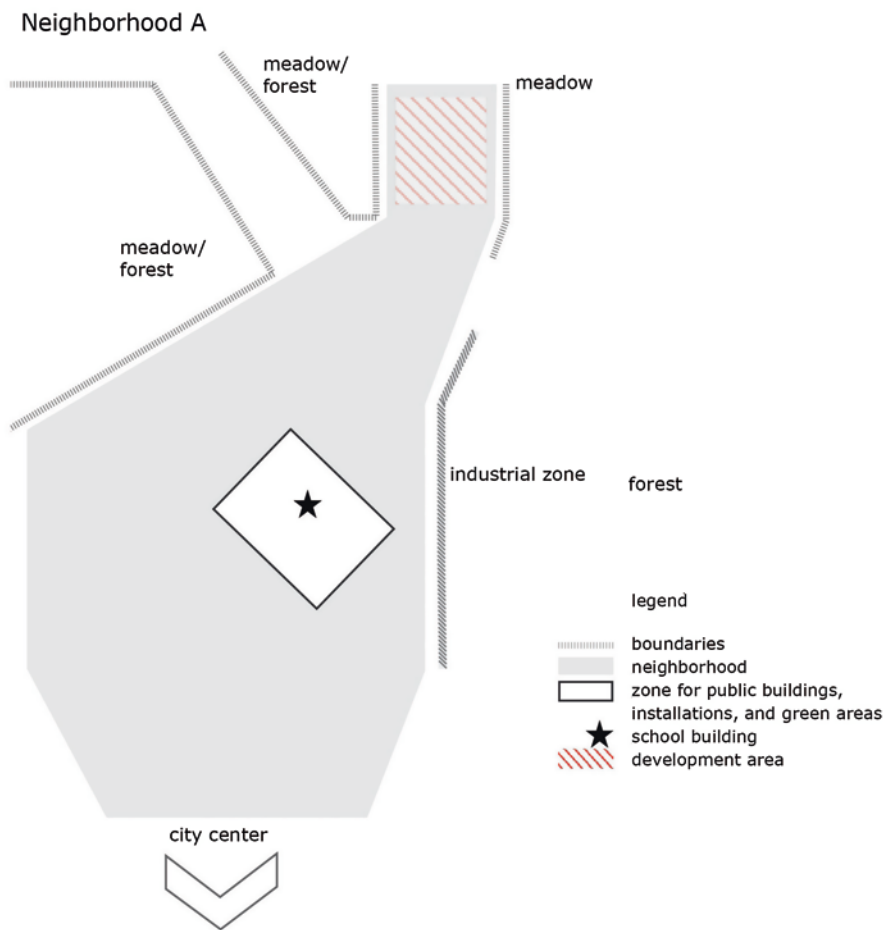 Neighborhood A
meadow/
forest
meadow
meadow/
forest
industrial zone
forest
legend
boundaries
neighborhood
zone for public buildings,
installations, and green areas
school building
development area
city center